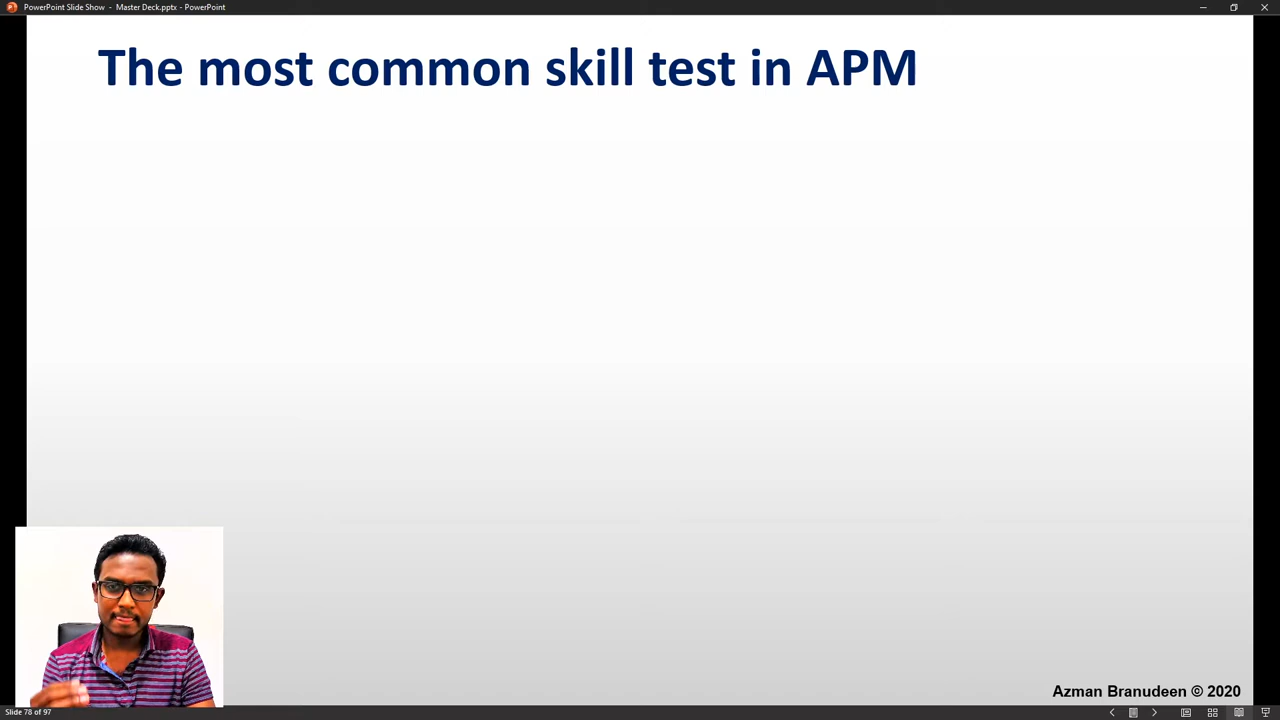 PowerPoint Slide Show - Master Deck.pptx - PowerPoint
The most common skill test in APM
Azman Branudeen © 2020
Slide 78 of 97